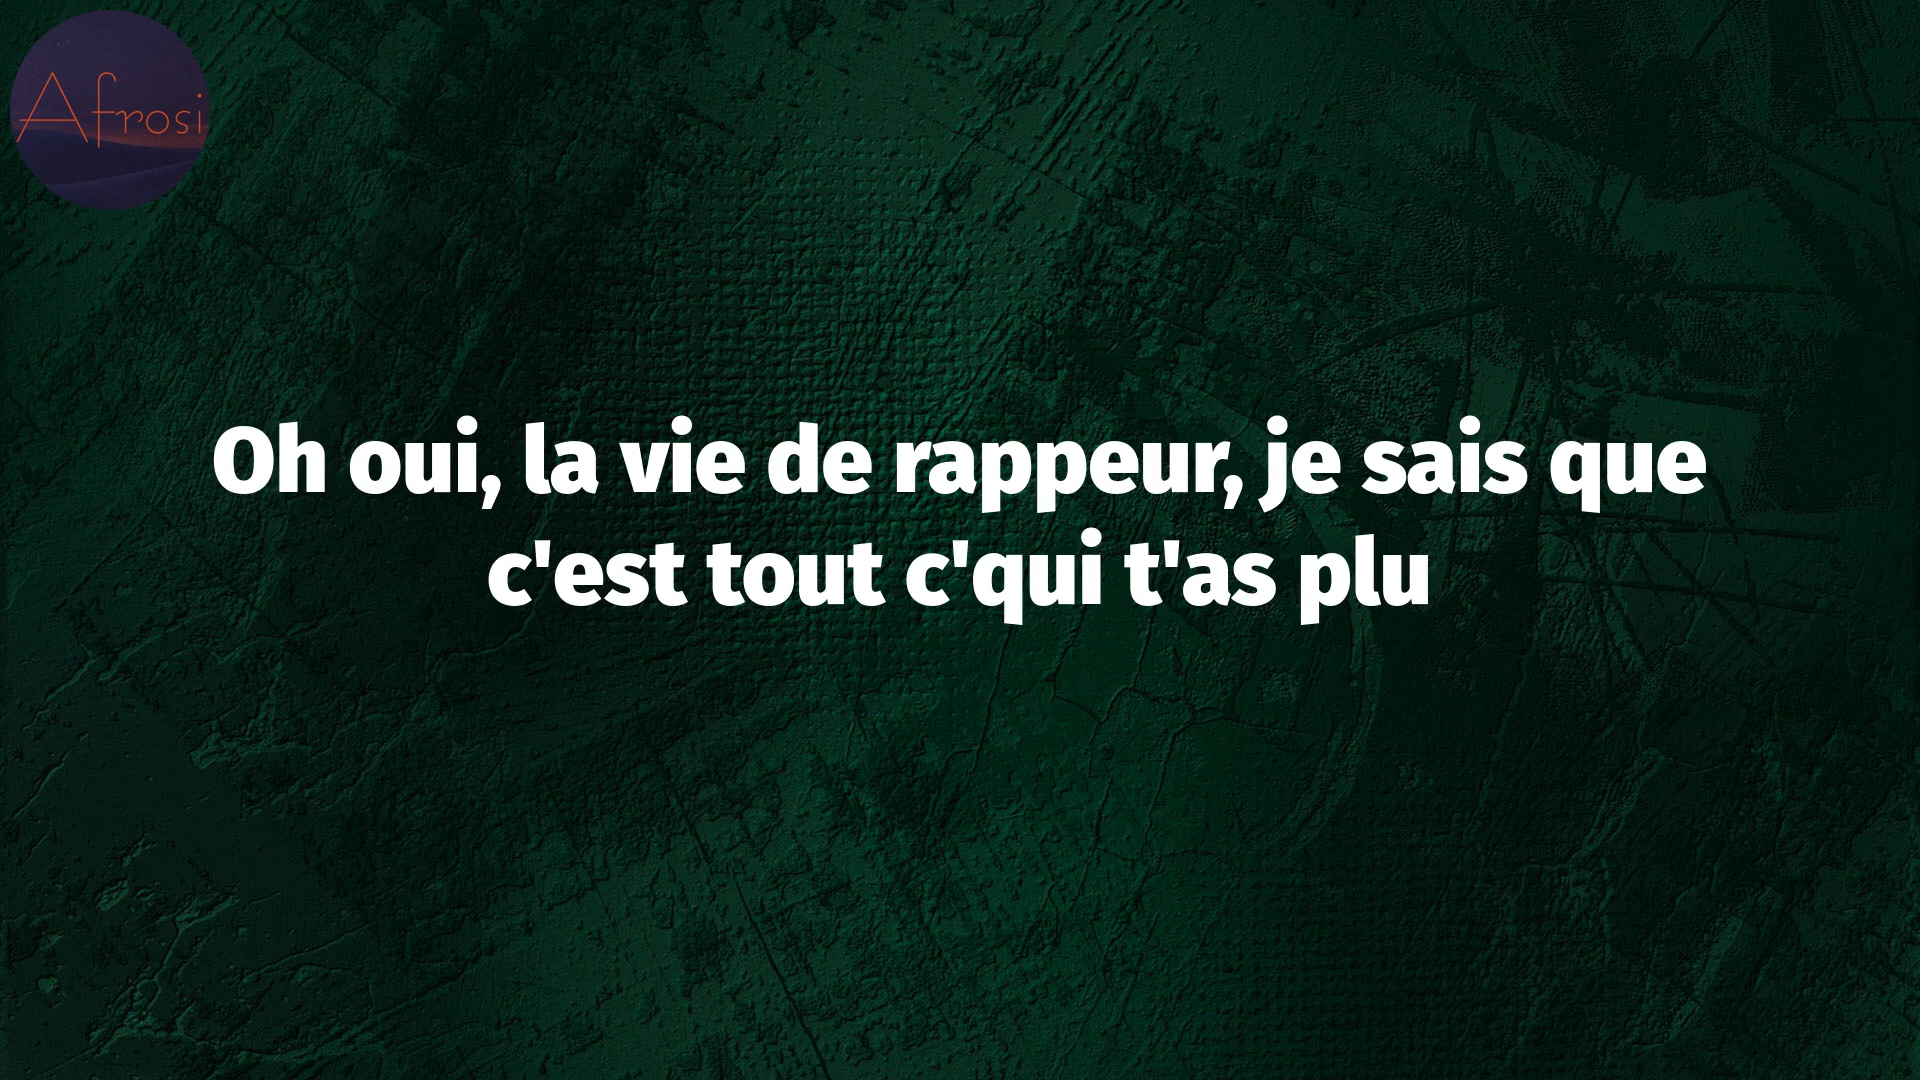 Afrosi
Oh oui, la vie de rappeur, je sais que
c'est tout c'qui t'as plu